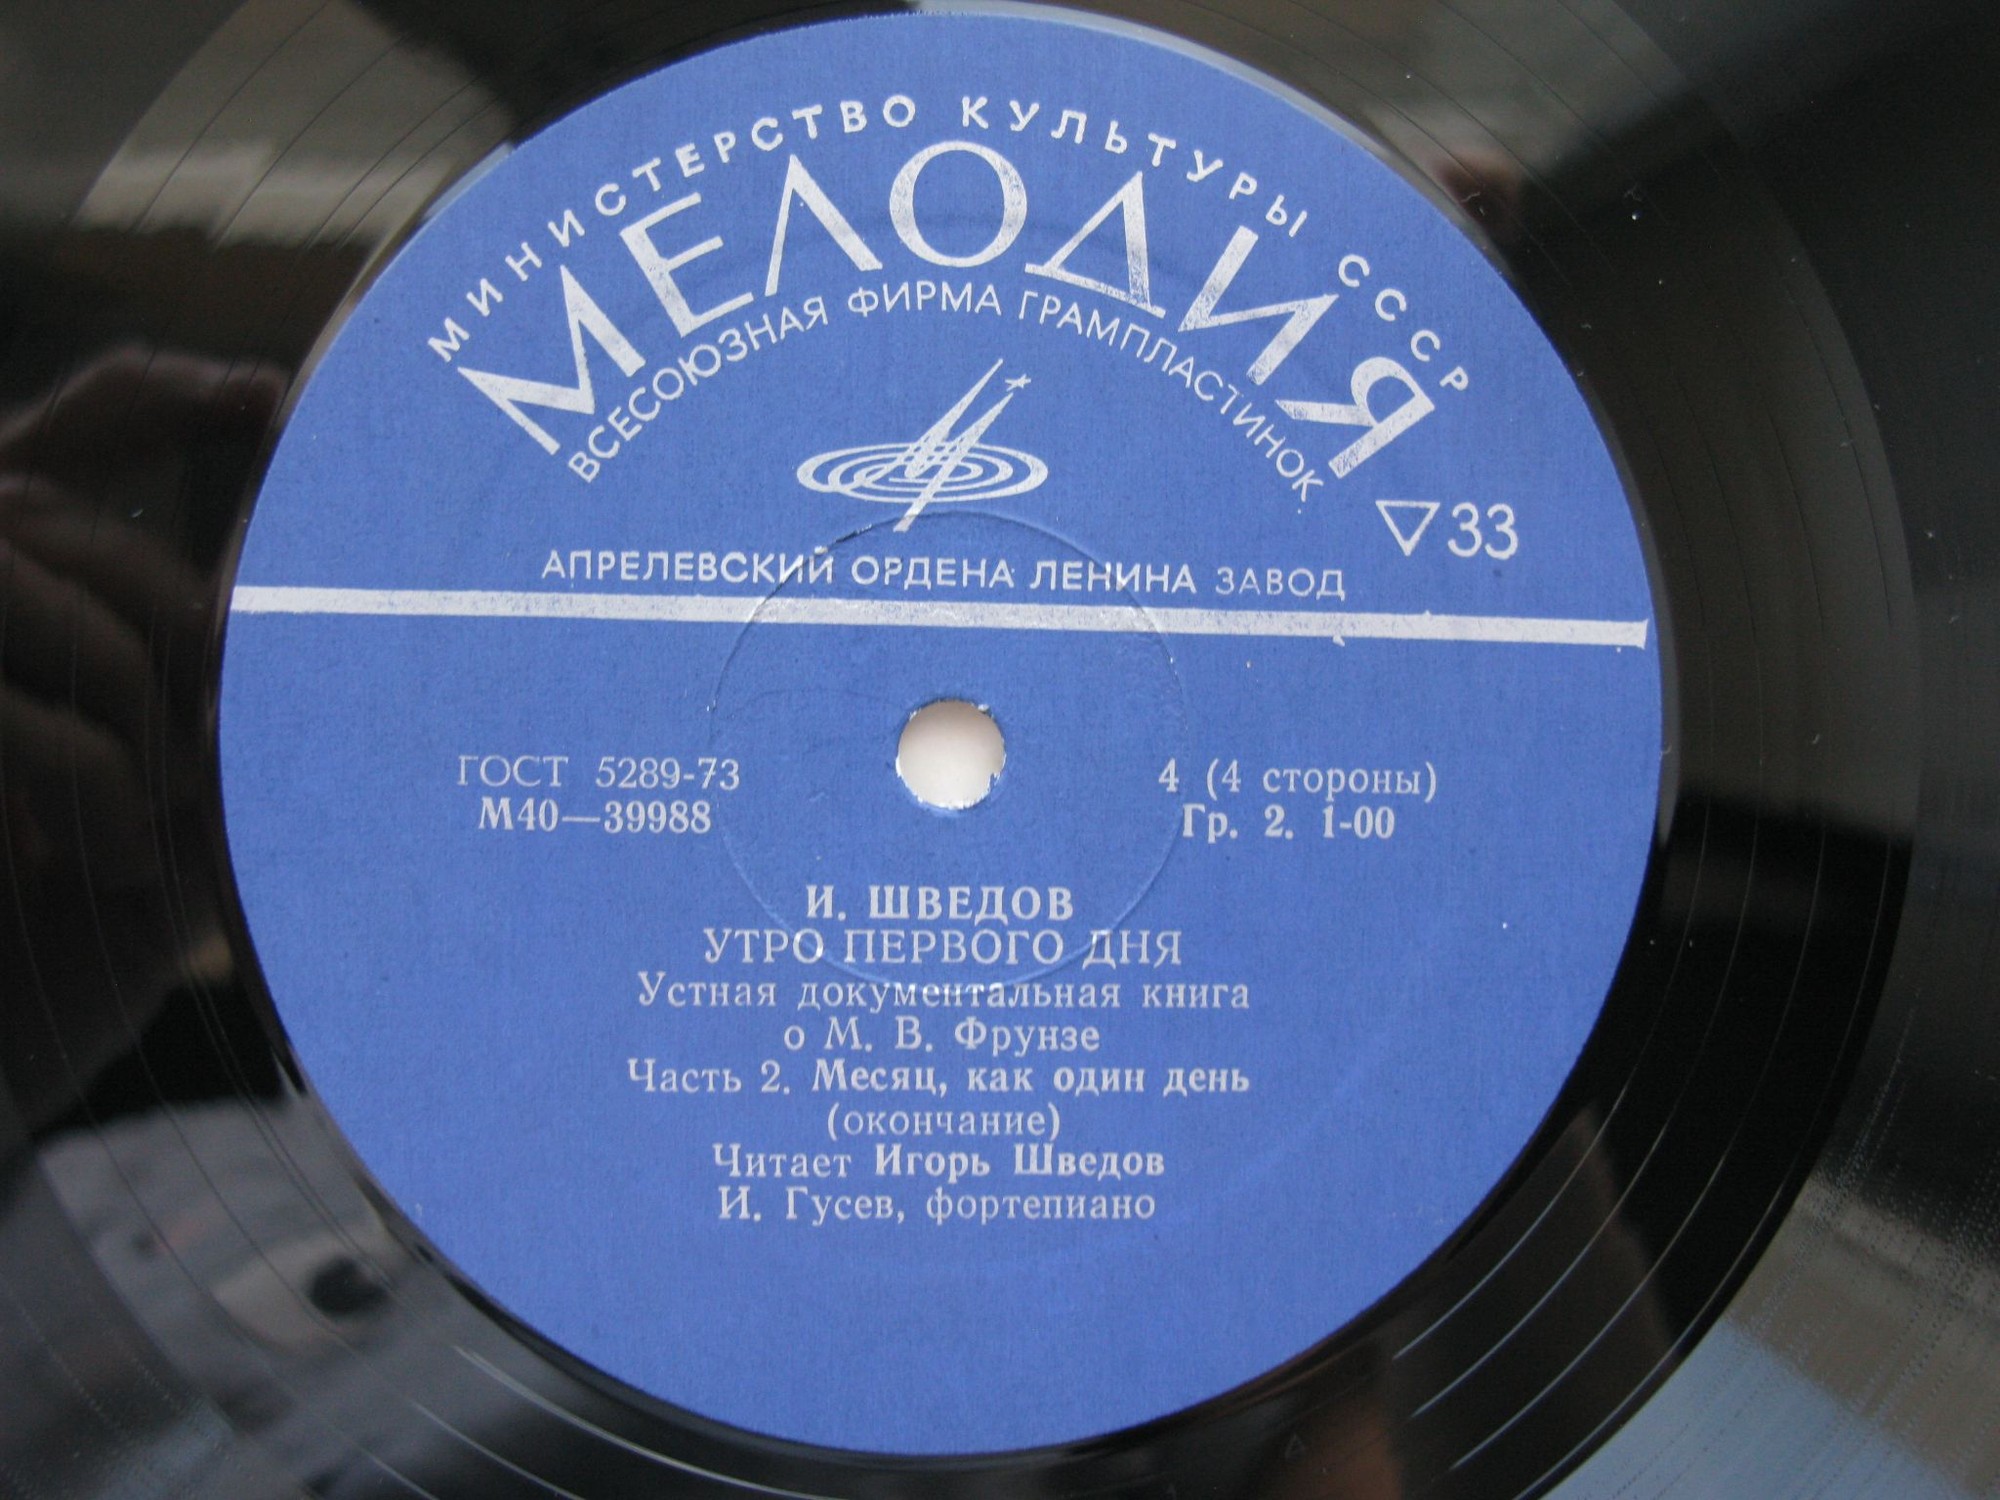 МИНИСТЕРСТВО КУЛЬТУРЫ СССР
МЕЛОДИЯ
ВСЕСОЮЗНАЯ ФИРМА ГРАМПЛАСТИНОК
33
АПРЕЛЕВСКИЙ ОРДЕНА ЛЕНИНА ЗАВОД
ГОСТ 5289-73
М40—39988
4 (4 стороны)
Гр. 2. 1-00
И. ШВЕДОВ
УТРО ПЕРВОГО ДНЯ
Устная документальная книга
о М. В. Фрунзе
Часть 2. Месяц, как один день
(окончание)
Читает Игорь Шведов
И. Гусев, фортепиано